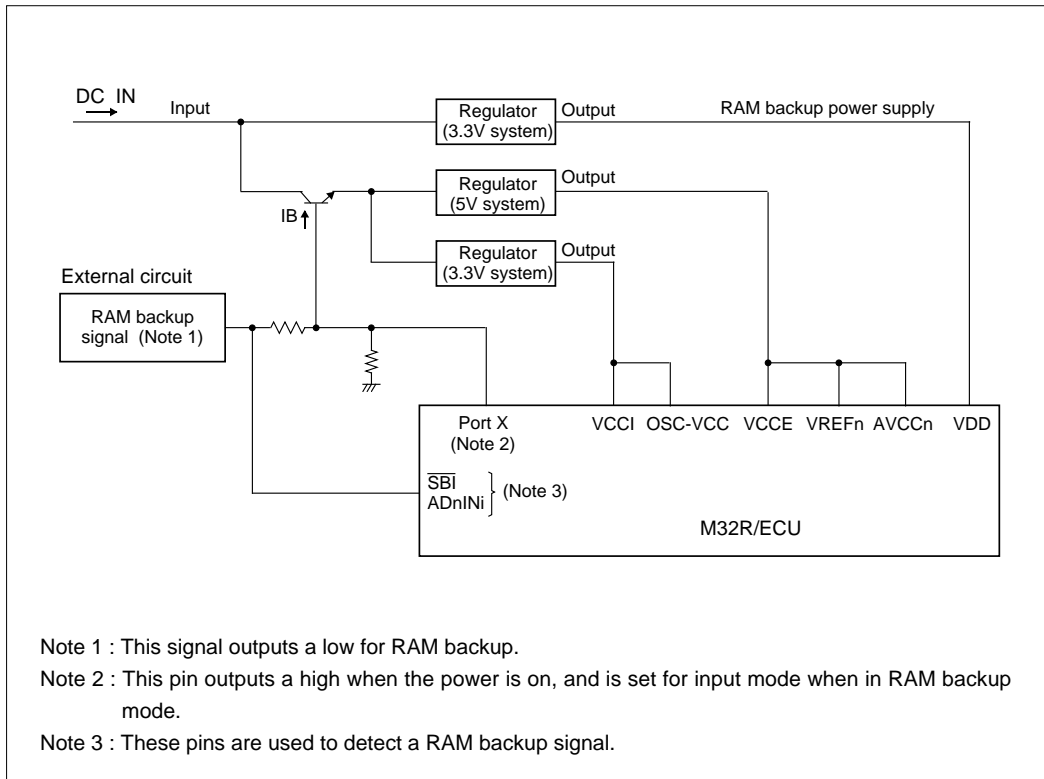 DC IN
Input
Regulator
(3.3V system)
Output
RAM backup power supply
Regulator
(5V system)
Output
IB
Regulator
(3.3V system)
Output
External circuit
RAM backup
signal (Note 1)
Port X
(Note 2)
VCCI
OSC-VCC
VCCE
VREFn
AVCCn
VDD
SBI
ADnINi
(Note 3)
M32R/ECU
Note 1 : This signal outputs a low for RAM backup.
Note 2 : This pin outputs a high when the power is on, and is set for input mode when in RAM backup
mode.
Note 3 : These pins are used to detect a RAM backup signal.